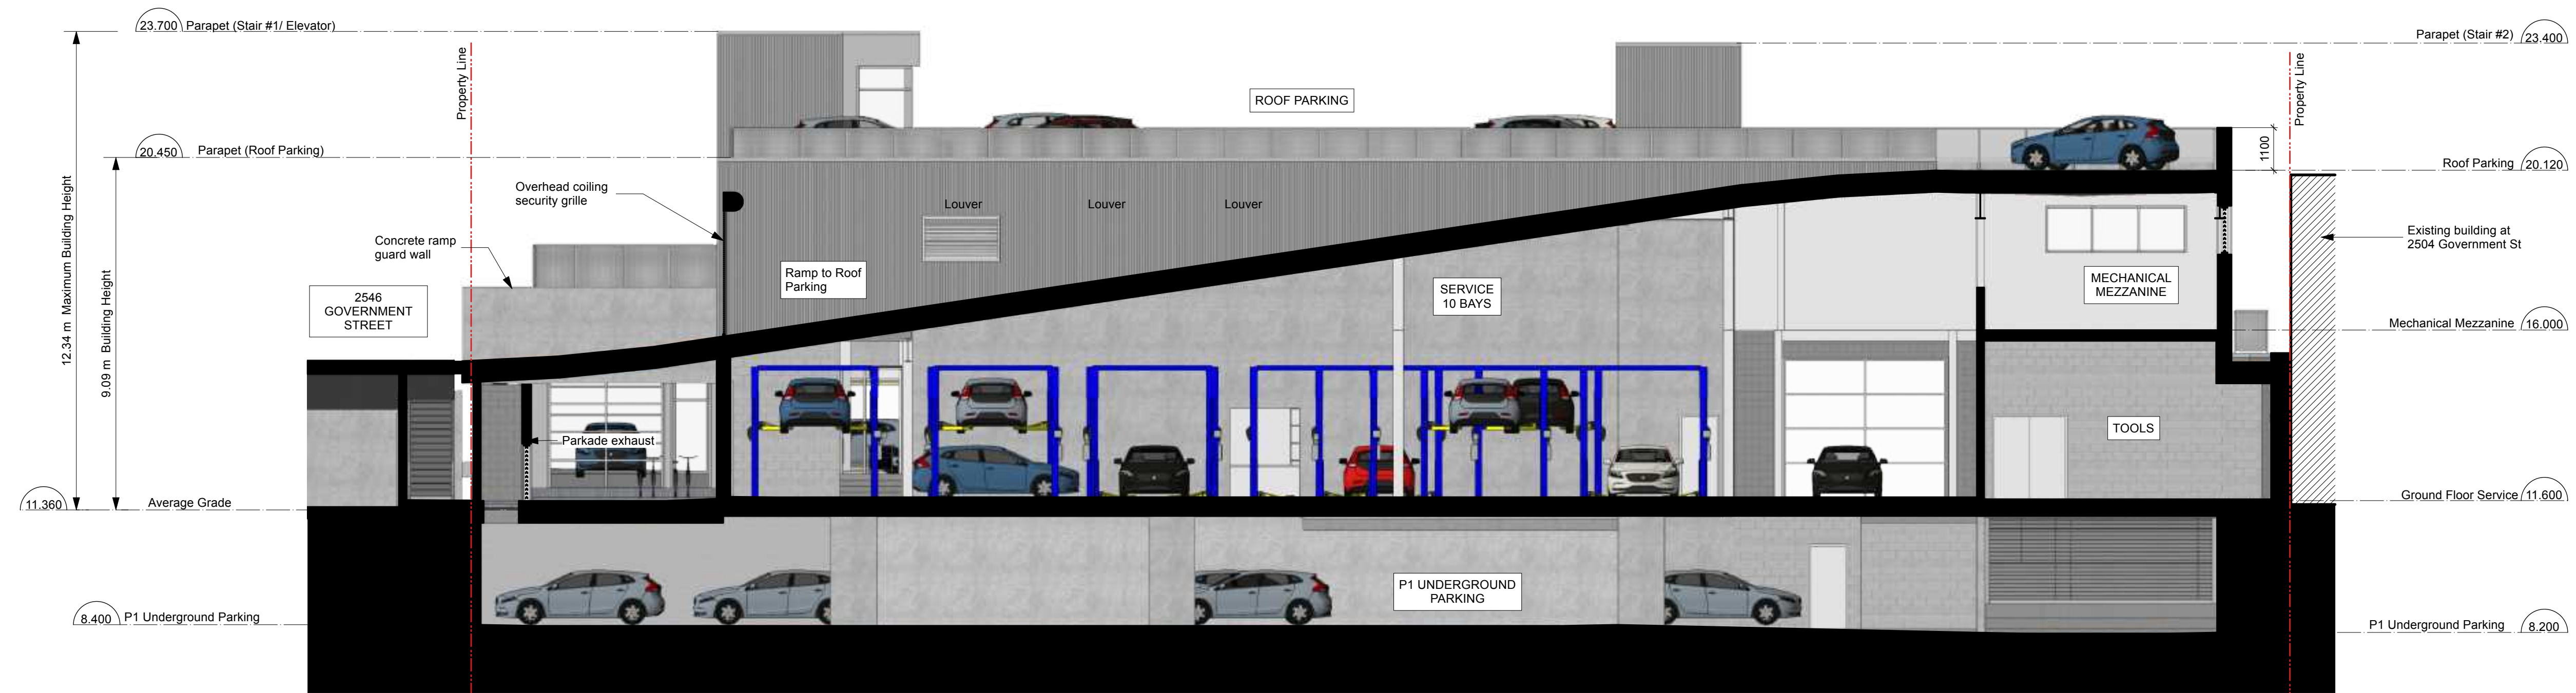 23.700 Parapet (Stair #1/ Elevator)
Parapet (Stair #2) 23.400
Property Line
Property Line
ROOF PARKING
20.450 Parapet (Roof Parking)
1100
Roof Parking 20.120
12.34 m Maximum Building Height
9.09 m Building Height
Overhead coiling
security grille
Louver
Louver
Louver
Concrete ramp
guard wall
Existing building at
2504 Government St
Ramp to Roof
Parking
2546
GOVERNMENT
STREET
SERVICE
10 BAYS
MECHANICAL
MEZZANINE
Mechanical Mezzanine 16.000
Parkade exhaust
TOOLS
11.360 Average Grade
Ground Floor Service 11.600
P1 UNDERGROUND
PARKING
8.400 P1 Underground Parking
P1 Underground Parking 8.200